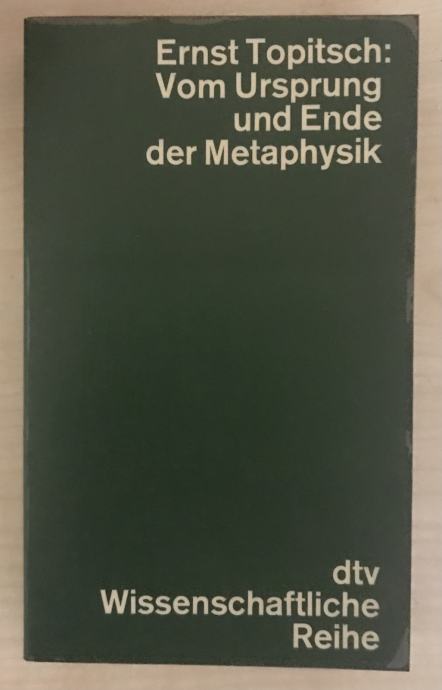 Ernst Topitsch:
Vom Ursprung
und Ende
der Metaphysik
dtv
Wissenschaftliche
Reihe